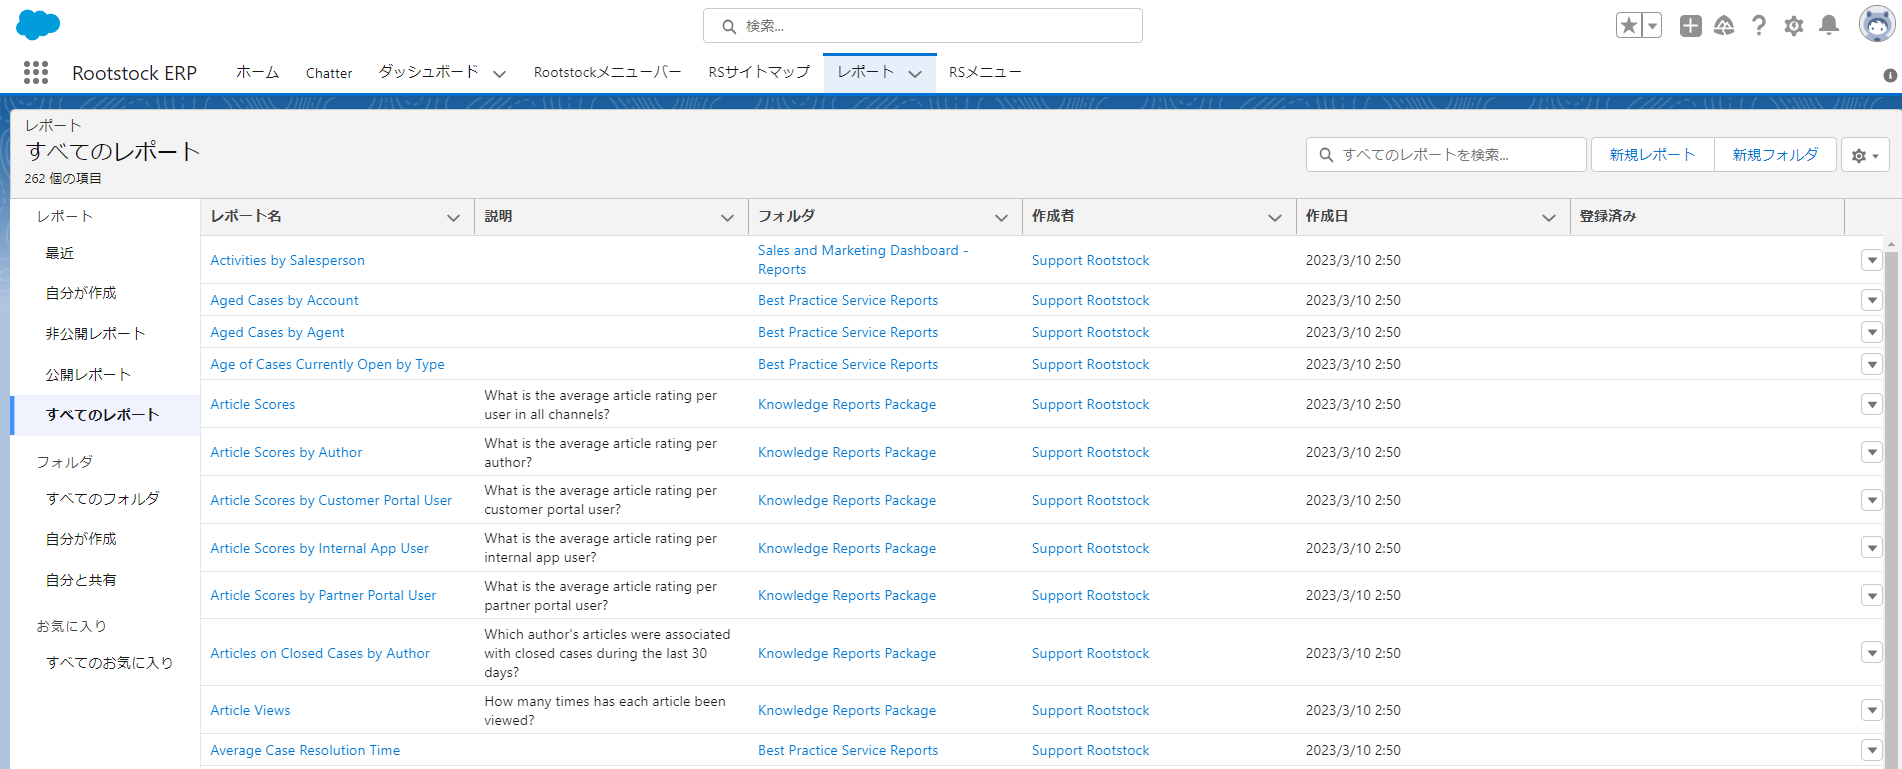 検索...
Rootstock ERP ホーム Chatter ダッシュボード Rootstockメニューバー RSサイトマップ レポート RSメニュー
レポート
すべてのレポート
262 個の項目
すべてのレポートを検索... 新規レポート 新規フォルダ
レポート
最近
自分が作成
非公開レポート
公開レポート
すべてのレポート
フォルダ
すべてのフォルダ
自分が作成
自分と共有
お気に入り
すべてのお気に入り
レポート名 説明 フォルダ 作成者 作成日 登録済み
Activities by Salesperson Sales and Marketing Dashboard -
Reports Support Rootstock 2023/3/10 2:50
Aged Cases by Account Best Practice Service Reports Support Rootstock 2023/3/10 2:50
Aged Cases by Agent Best Practice Service Reports Support Rootstock 2023/3/10 2:50
Age of Cases Currently Open by Type Best Practice Service Reports Support Rootstock 2023/3/10 2:50
Article Scores What is the average article rating per
user in all channels? Knowledge Reports Package Support Rootstock 2023/3/10 2:50
Article Scores by Author What is the average article rating per
author? Knowledge Reports Package Support Rootstock 2023/3/10 2:50
Article Scores by Customer Portal User What is the average article rating per
customer portal user? Knowledge Reports Package Support Rootstock 2023/3/10 2:50
Article Scores by Internal App User What is the average article rating per
internal app user? Knowledge Reports Package Support Rootstock 2023/3/10 2:50
Article Scores by Partner Portal User What is the average article rating per
partner portal user? Knowledge Reports Package Support Rootstock 2023/3/10 2:50
Articles on Closed Cases by Author Which author's articles were associated
with closed cases during the last 30
days? Knowledge Reports Package Support Rootstock 2023/3/10 2:50
Article Views How many times has each article been
viewed? Knowledge Reports Package Support Rootstock 2023/3/10 2:50
Average Case Resolution Time Best Practice Service Reports Support Rootstock 2023/3/10 2:50